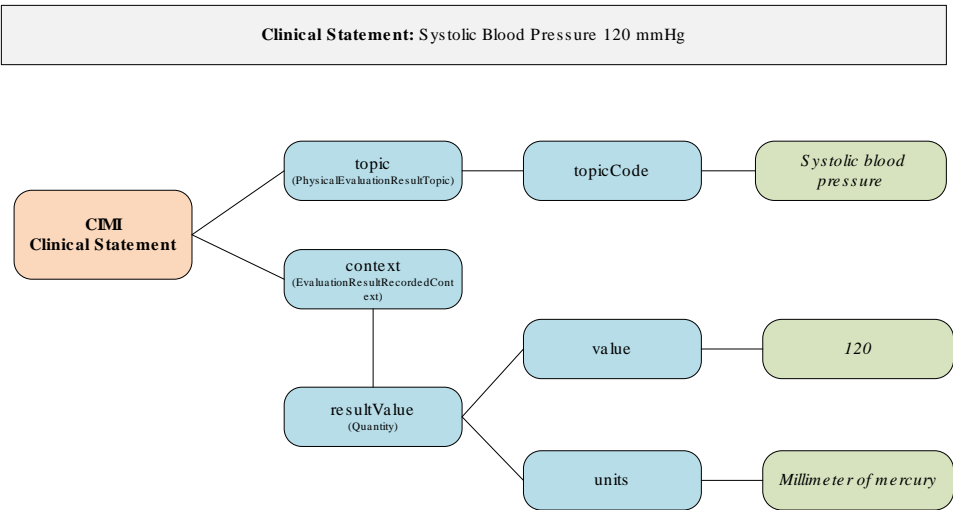 Clinical Statement: Systolic Blood Pressure 120 mmHg
topic
(PhysicalEvaluationResultTopic)
topicCode
Systolic blood
pressure
CIMI
Clinical Statement
context
(EvaluationResultRecordedCont
ext)
value
120
resultValue
(Quantity)
units
Millimeter of mercury